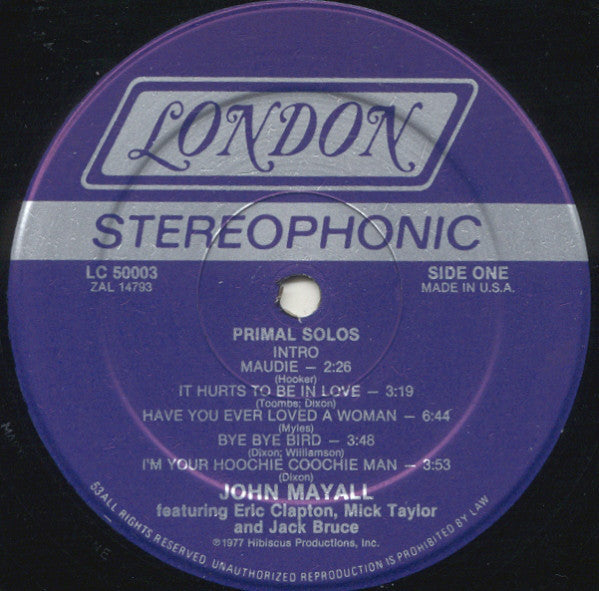 LONDON
STEREOPHONIC
LC 50003
ZAL 14793
SIDE ONE
MADE IN U.S.A.
PRIMAL SOLOS
INTRO
MAUDIE — 2:26
(Hooker)
IT HURTS TO BE IN LOVE — 3:19
(Toombs; Dixon)
HAVE YOU EVER LOVED A WOMAN — 6:44
(Myles)
BYE BYE BIRD — 3:48
(Dixon; Williamson)
I'M YOUR HOOCHIE COOCHIE MAN — 3:53
(Dixon)
JOHN MAYALL
featuring Eric Clapton, Mick Taylor
and Jack Bruce
℗1977 Hibiscus Productions, Inc.
53 ALL RIGHTS RESERVED. UNAUTHORIZED REPRODUCTION IS PROHIBITED BY LAW